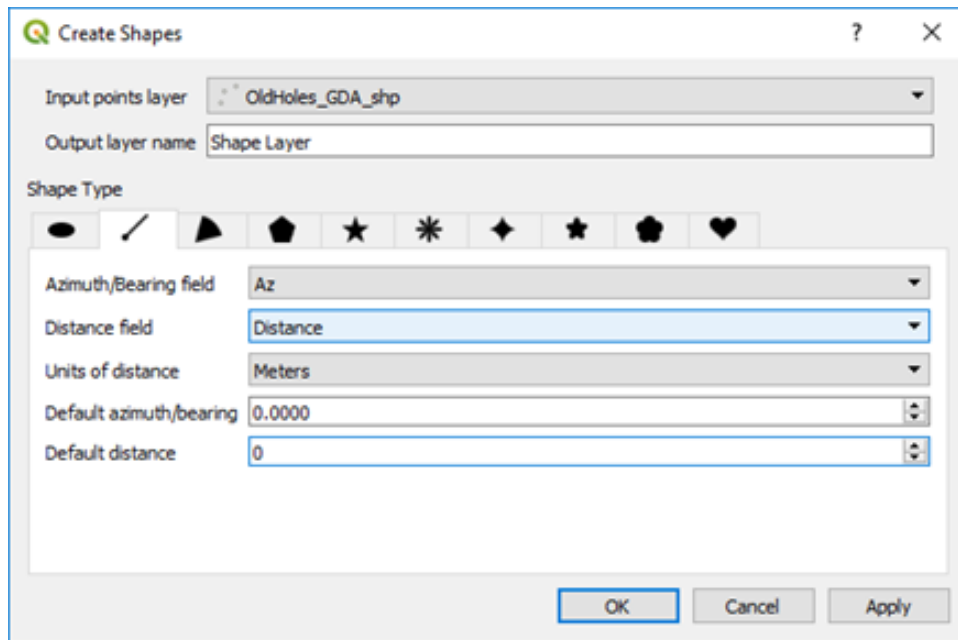 Create Shapes ?
Input points layer OldHoles_GDA_shp
Output layer name Shape Layer
Shape Type
Azimuth/Bearing field Az
Distance field Distance
Units of distance Meters
Default azimuth/bearing 0.0000
Default distance 0
OK Cancel Apply